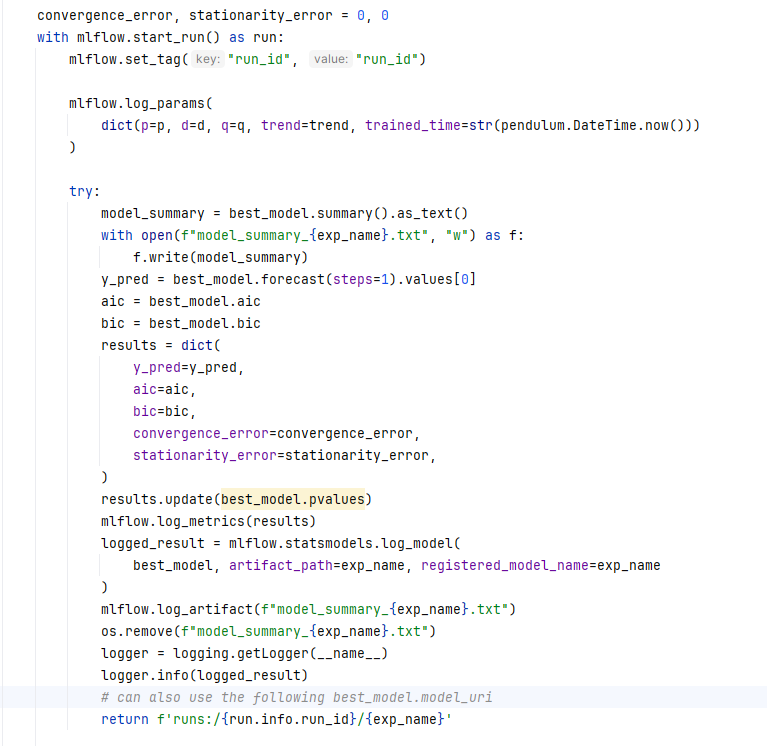 convergence_error, stationarity_error = 0, 0
with mlflow.start_run() as run:
    mlflow.set_tag( key: "run_id", value: "run_id")

    mlflow.log_params(
        dict(p=p, d=d, q=q, trend=trend, trained_time=str(pendulum.DateTime.now()))
    )

    try:
        model_summary = best_model.summary().as_text()
        with open(f"model_summary_{exp_name}.txt", "w") as f:
            f.write(model_summary)
        y_pred = best_model.forecast(steps=1).values[0]
        aic = best_model.aic
        bic = best_model.bic
        results = dict(
            y_pred=y_pred,
            aic=aic,
            bic=bic,
            convergence_error=convergence_error,
            stationarity_error=stationarity_error,
        )
        results.update(best_model.pvalues)
        mlflow.log_metrics(results)
        logged_result = mlflow.statsmodels.log_model(
            best_model, artifact_path=exp_name, registered_model_name=exp_name
        )
        mlflow.log_artifact(f"model_summary_{exp_name}.txt")
        os.remove(f"model_summary_{exp_name}.txt")
        logger = logging.getLogger(__name__)
        logger.info(logged_result)
        # can also use the following best_model.model_uri
        return f'runs:/{run.info.run_id}/{exp_name}'